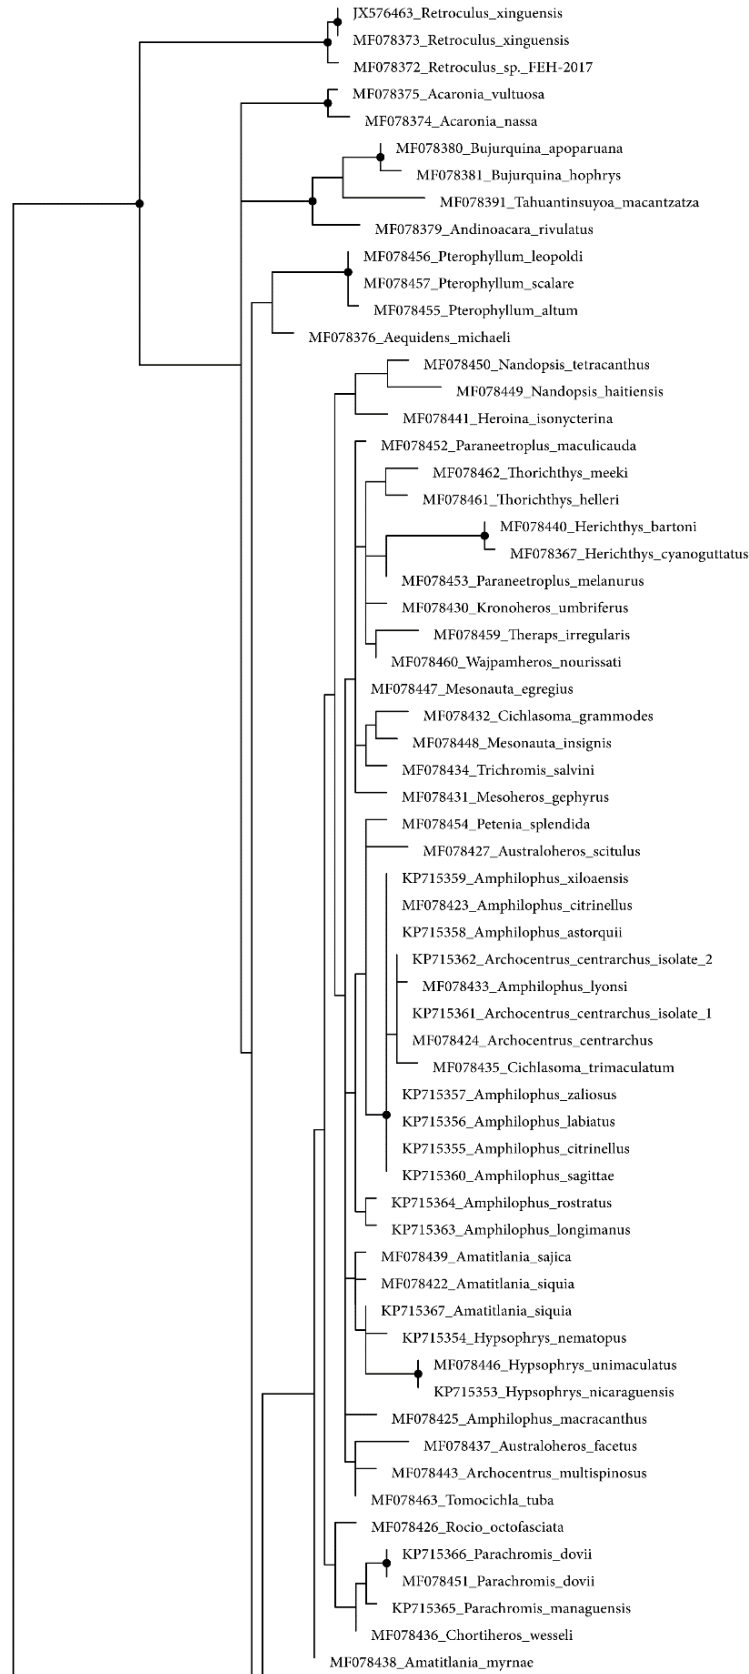 JX576463_Retroculus_xinguensis
MF078373_Retroculus_xinguensis
MF078372_Retroculus_sp._FEH-2017
MF078375_Acaronia_vultuosa
MF078374_Acaronia_nassa
MF078380_Bujurquina_apoparuana
MF078381_Bujurquina_hophrys
MF078391_Tahuantinsuyoa_macantzatza
MF078379_Andinoacara_rivulatus
MF078456_Pterophyllum_leopoldi
MF078457_Pterophyllum_scalare
MF078455_Pterophyllum_altum
MF078376_Aequidens_michaeli
MF078450_Nandopsis_tetracanthus
MF078449_Nandopsis_haitiensis
MF078441_Heroina_isonycterina
MF078452_Paraneetroplus_maculicauda
MF078462_Thorichthys_meeki
MF078461_Thorichthys_helleri
MF078440_Herichthys_bartoni
MF078367_Herichthys_cyanoguttatus
MF078453_Paraneetroplus_melanurus
MF078430_Kronoheros_umbriferus
MF078459_Theraps_irregularis
MF078460_Wajpamheros_nourissati
MF078447_Mesonauta_egregius
MF078432_Cichlasoma_grammodes
MF078448_Mesonauta_insignis
MF078434_Trichromis_salvini
MF078431_Mesoheros_gephyrus
MF078454_Petenia_splendida
MF078427_Australoheros_scitulus
KP715359_Amphilophus_xiloaensis
MF078423_Amphilophus_citrinellus
KP715358_Amphilophus_astorquii
KP715362_Archocentrus_centrarchus_isolate_2
MF078433_Amphilophus_lyonsi
KP715361_Archocentrus_centrarchus_isolate_1
MF078424_Archocentrus_centrarchus
MF078435_Cichlasoma_trimaculatum
KP715357_Amphilophus_zaliosus
KP715356_Amphilophus_labiatus
KP715355_Amphilophus_citrinellus
KP715360_Amphilophus_sagittae
KP715364_Amphilophus_rostratus
KP715363_Amphilophus_longimanus
MF078439_Amatitlania_sajica
MF078422_Amatitlania_siquia
KP715367_Amatitlania_siquia
KP715354_Hypsophrys_nematopus
MF078446_Hypsophrys_unimaculatus
KP715353_Hypsophrys_nicaraguensis
MF078425_Amphilophus_macracanthus
MF078437_Australoheros_facetus
MF078443_Archocentrus_multispinosus
MF078463_Tomocichla_tuba
MF078426_Rocio_octofasciata
KP715366_Parachromis_dovii
MF078451_Parachromis_dovii
KP715365_Parachromis_managuensis
MF078436_Chortiheros_wesseli
MF078438_Amatitlania_myrnae